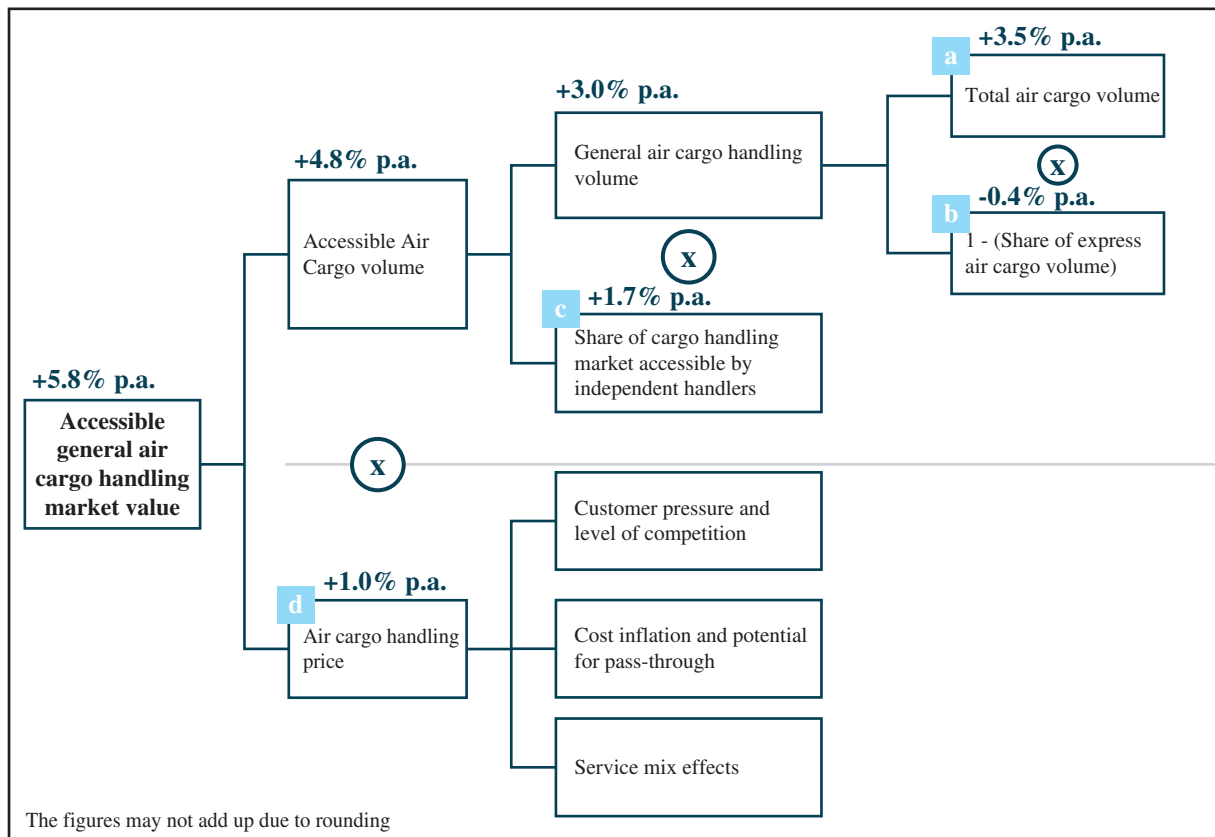 a
+3.5% p.a.
Total air cargo volume
+3.0% p.a.
General air cargo handling
volume
x
+4.8% p.a.
Accessible Air
Cargo volume
b
-0.4% p.a.
1 - (Share of express
air cargo volume)
x
c
+1.7% p.a.
Share of cargo handling
market accessible by
independent handlers
+5.8% p.a.
Accessible
general air
cargo handling
market value
x
Customer pressure and
level of competition
d
+1.0% p.a.
Air cargo handling
price
Cost inflation and potential
for pass-through
Service mix effects
The figures may not add up due to rounding